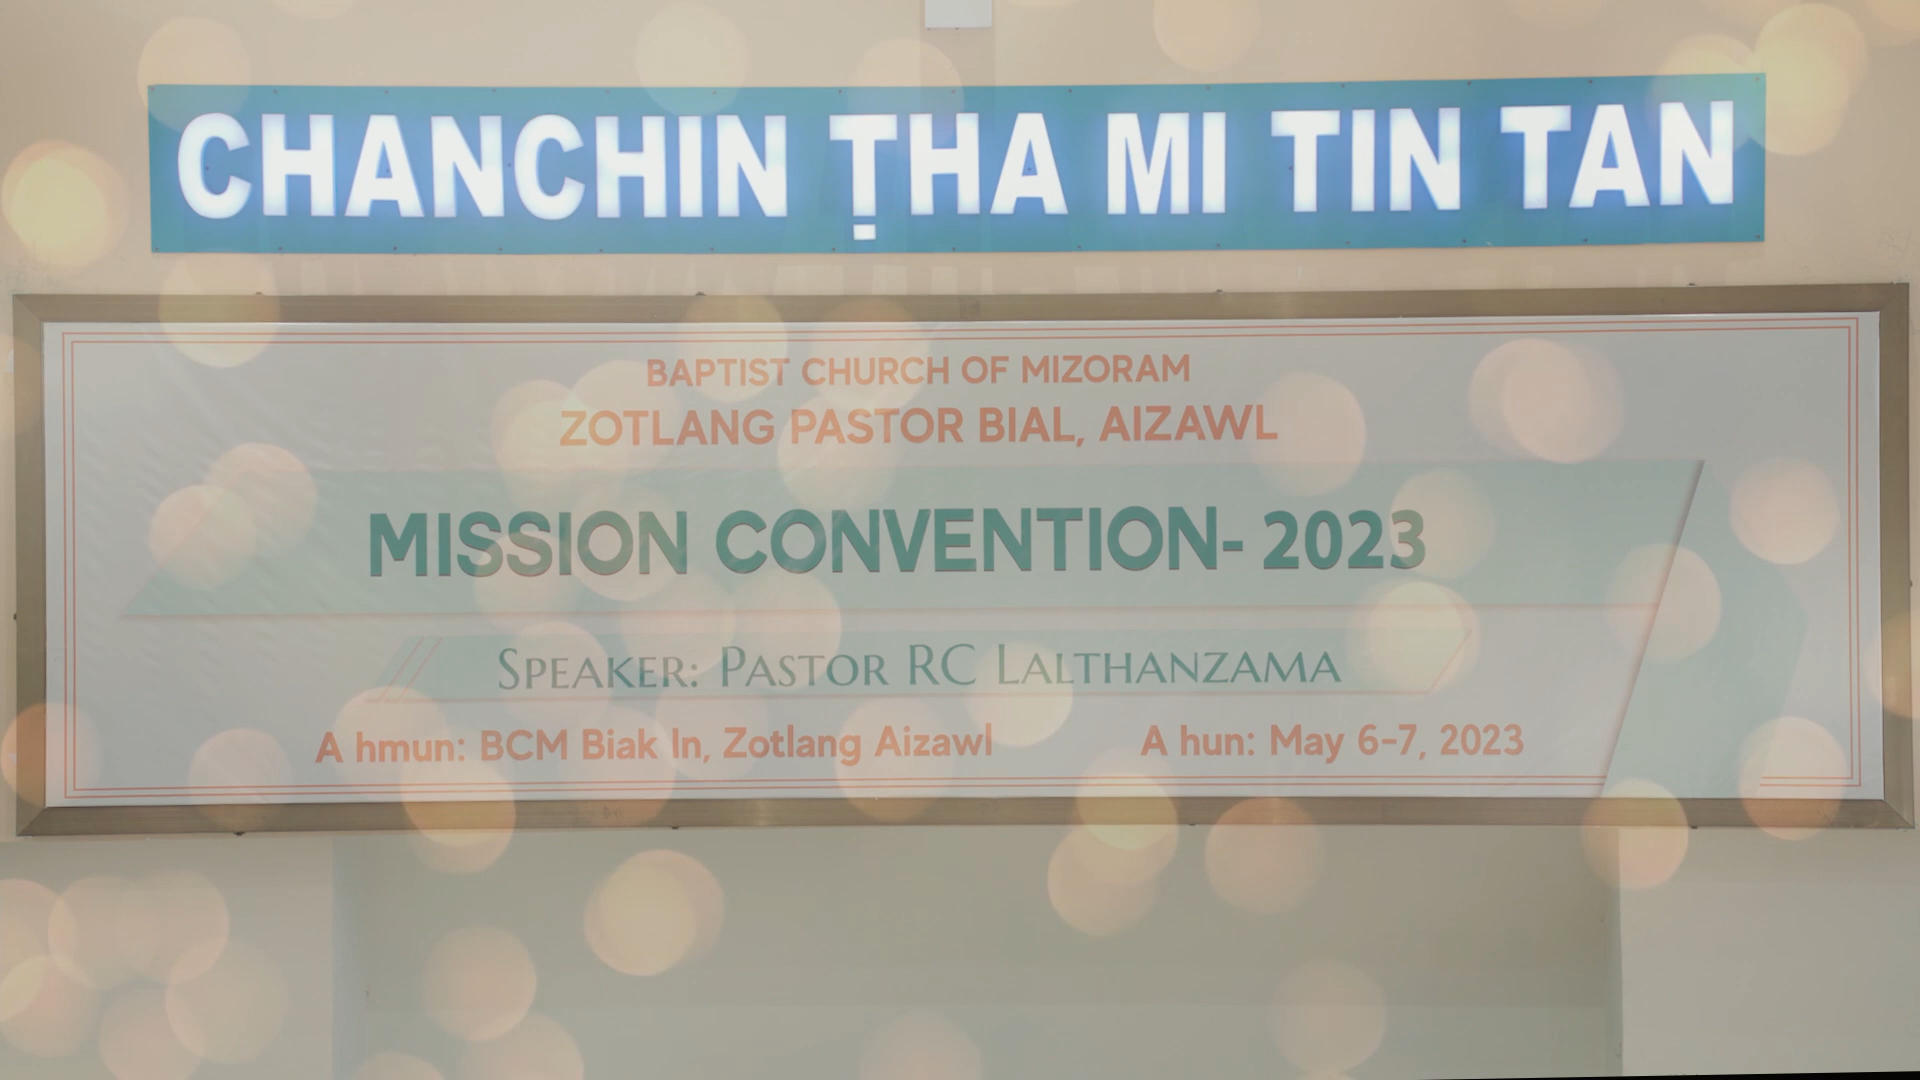 CHANCHIN ṬHA MI TIN TAN
BAPTIST CHURCH OF MIZORAM
ZOTLANG PASTOR BIAL, AIZAWL
MISSION CONVENTION- 2023
SPEAKER: PASTOR RC LALTHANZAMA
A hmun: BCM Biak In, Zotlang Aizawl A hun: May 6-7, 2023